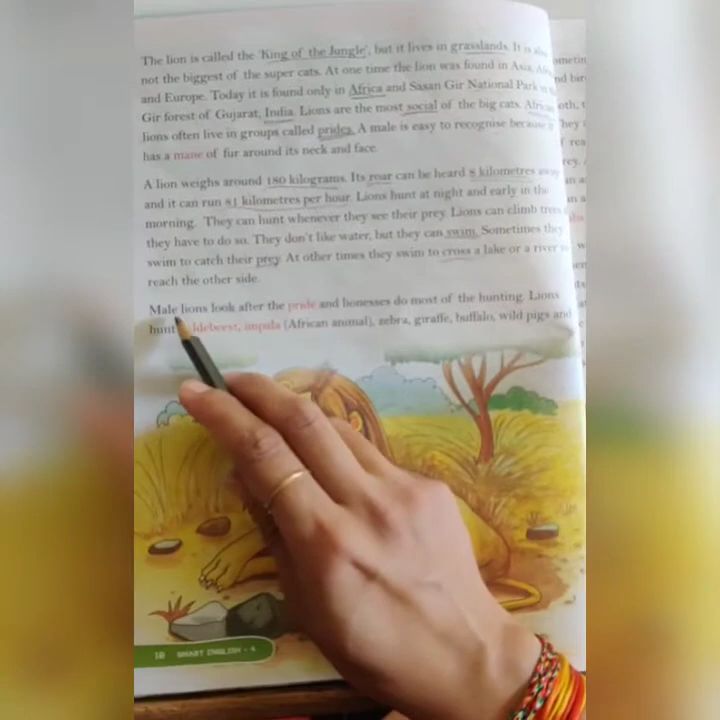 The lion is called the 'King of the Jungle', but it lives in grasslands. It is also
not the biggest of the super cats. At one time the lion was found in Asia,
and Europe. Today it is found only in Africa and Sasan Gir National Park
Gir forest of Gujarat, India. Lions are the most social of the big cats. African
lions often live in groups called prides. A male is easy to recognise because
has a mane of fur around its neck and face.
A lion weighs around 180 kilograms. Its roar can be heard 8 kilometres away
and it can run 81 kilometres per hour. Lions hunt at night and early in the
morning. They can hunt whenever they see their prey. Lions can climb trees
they have to do so. They don't like water, but they can swim. Sometimes they
swim to catch their prey. At other times they swim to cross a lake or a river
reach the other side.
Male lions look after the pride and lionesses do most of the hunting. Lions
hunt impala (African animal), zebra, giraffe, buffalo, wild pigs and
18 SMART ENGLISH - 4